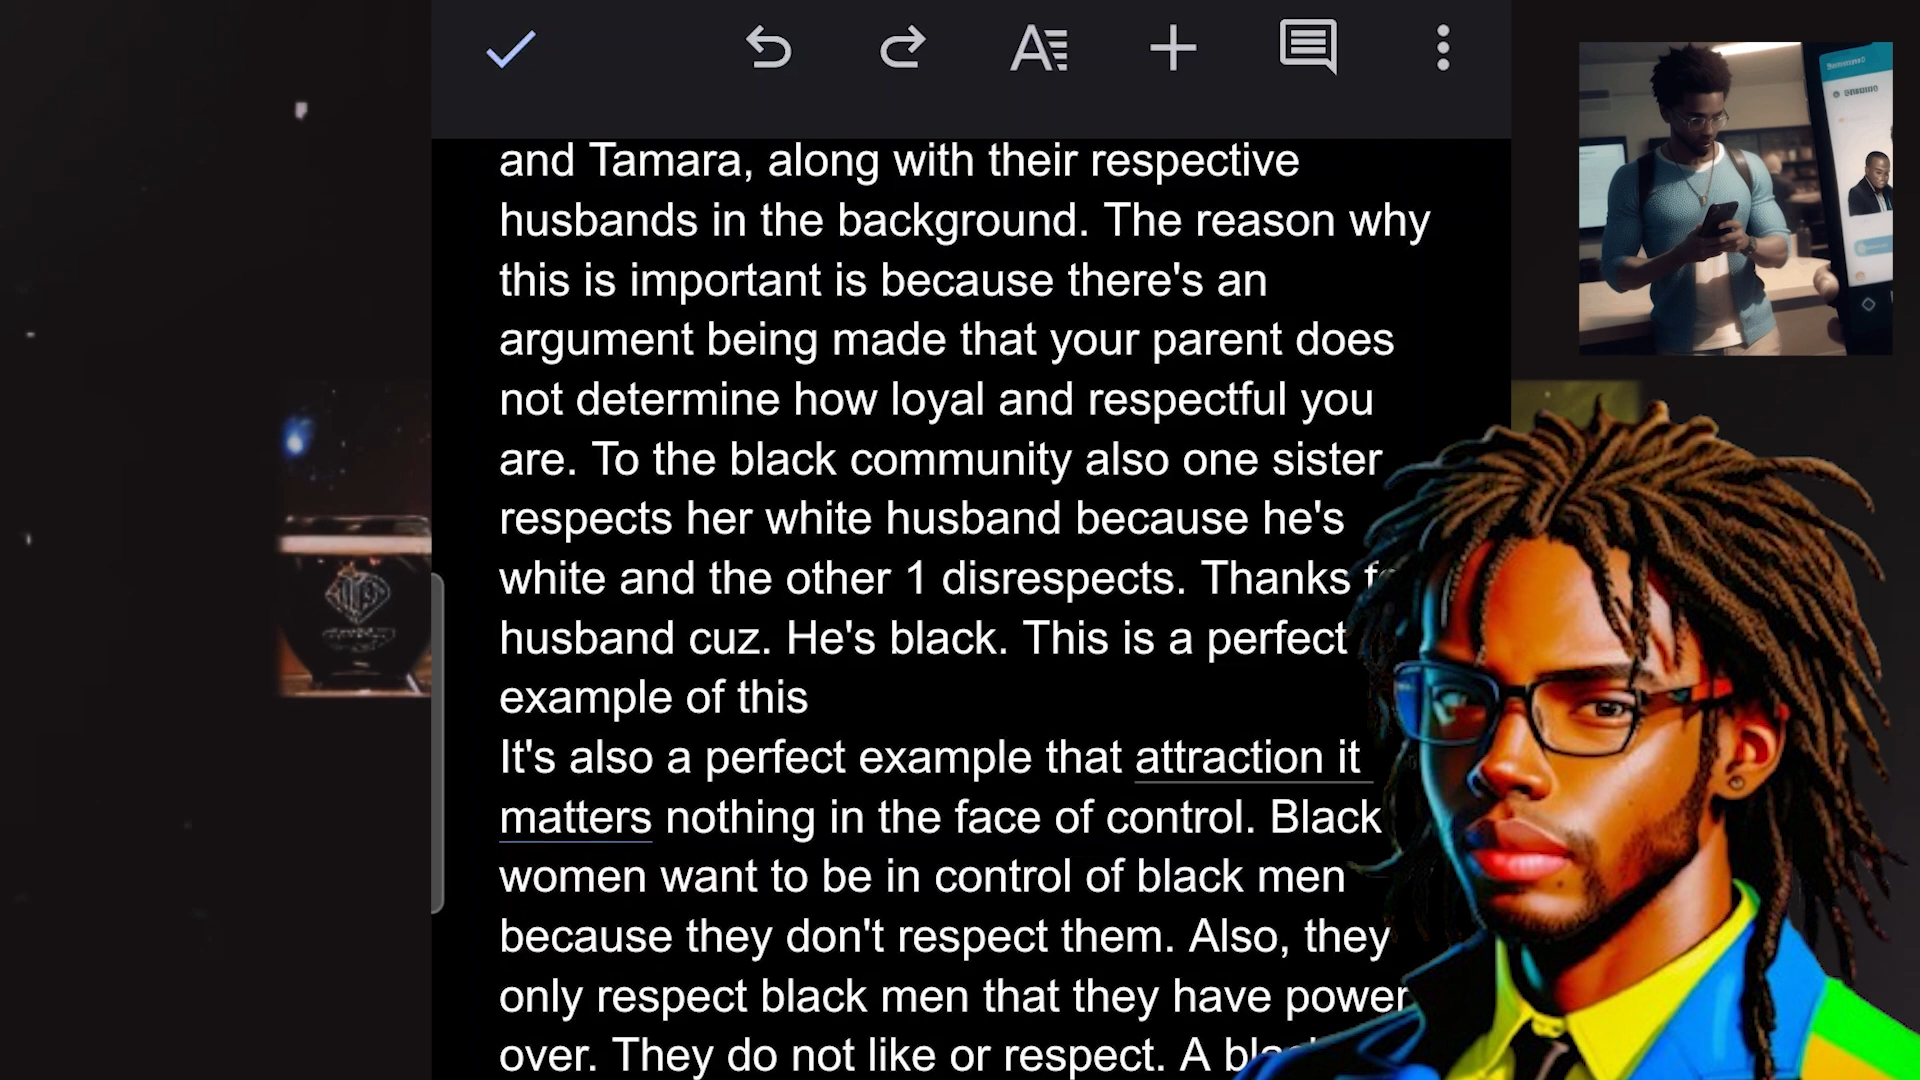 and Tamara, along with their respective
husbands in the background. The reason why
this is important is because there's an
argument being made that your parent does
not determine how loyal and respectful you
are. To the black community also one sister
respects her white husband because he's
white and the other 1 disrespects. Thanks
husband cuz. He's black. This is a perfect
example of this
It's also a perfect example that attraction it
matters nothing in the face of control. Black
women want to be in control of black men
because they don't respect them. Also, they
only respect black men that they have power
over. They do not like or respect. A